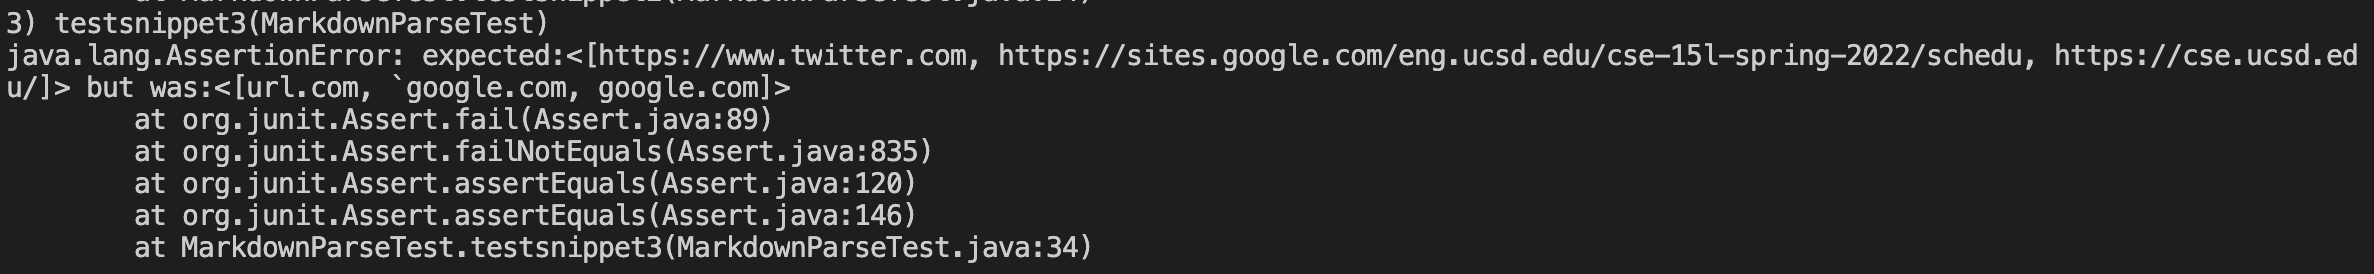 3) testsnippet3(MarkdownParseTest)
java.lang.AssertionError: expected:<[https://www.twitter.com, https://sites.google.com/eng.ucsd.edu/cse-15l-spring-2022/schedu, https://cse.ucsd.ed
u/]> but was:<[url.com, `google.com, google.com]>
at org.junit.Assert.fail(Assert.java:89)
at org.junit.Assert.failNotEquals(Assert.java:835)
at org.junit.Assert.assertEquals(Assert.java:120)
at org.junit.Assert.assertEquals(Assert.java:146)
at MarkdownParseTest.testsnippet3(MarkdownParseTest.java:34)